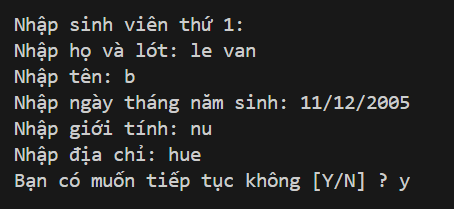 Nhập sinh viên thứ 1:
Nhập họ và lót: le van
Nhập tên: b
Nhập ngày tháng năm sinh: 11/12/2005
Nhập giới tính: nu
Nhập địa chỉ: hue
Bạn có muốn tiếp tục không [Y/N] ? y